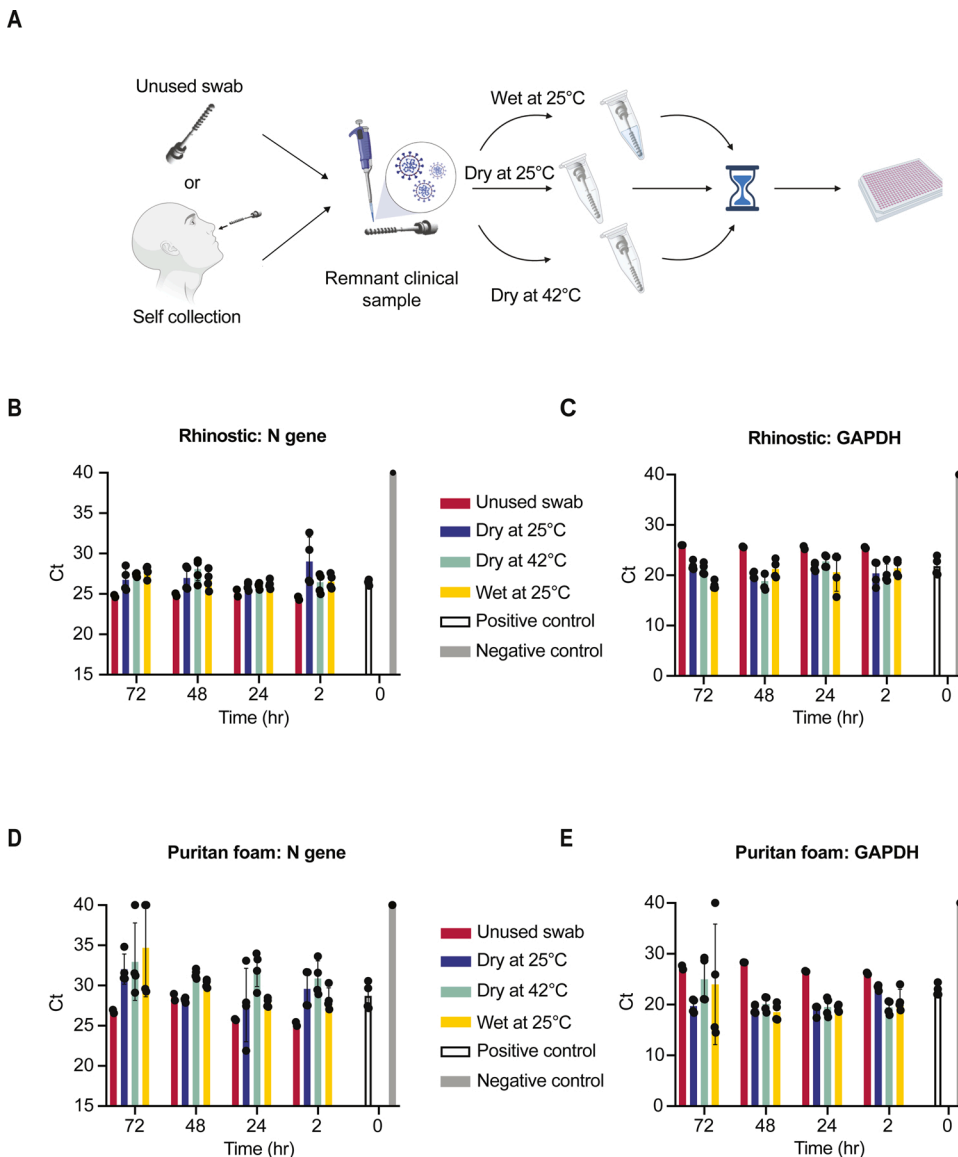 A
Unused swab
or
Self collection
Remnant clinical
sample
Wet at 25°C
Dry at 25°C
Dry at 42°C
B
Rhinostic: N gene
Ct
40
35
30
25
20
15
72
48
24
2
0
Time (hr)
Unused swab
Dry at 25°C
Dry at 42°C
Wet at 25°C
Positive control
Negative control
C
Rhinostic: GAPDH
Ct
40
30
20
10
0
72
48
24
2
0
Time (hr)
D
Puritan foam: N gene
Ct
40
35
30
25
20
15
72
48
24
2
0
Time (hr)
Unused swab
Dry at 25°C
Dry at 42°C
Wet at 25°C
Positive control
Negative control
E
Puritan foam: GAPDH
Ct
40
30
20
10
0
72
48
24
2
0
Time (hr)